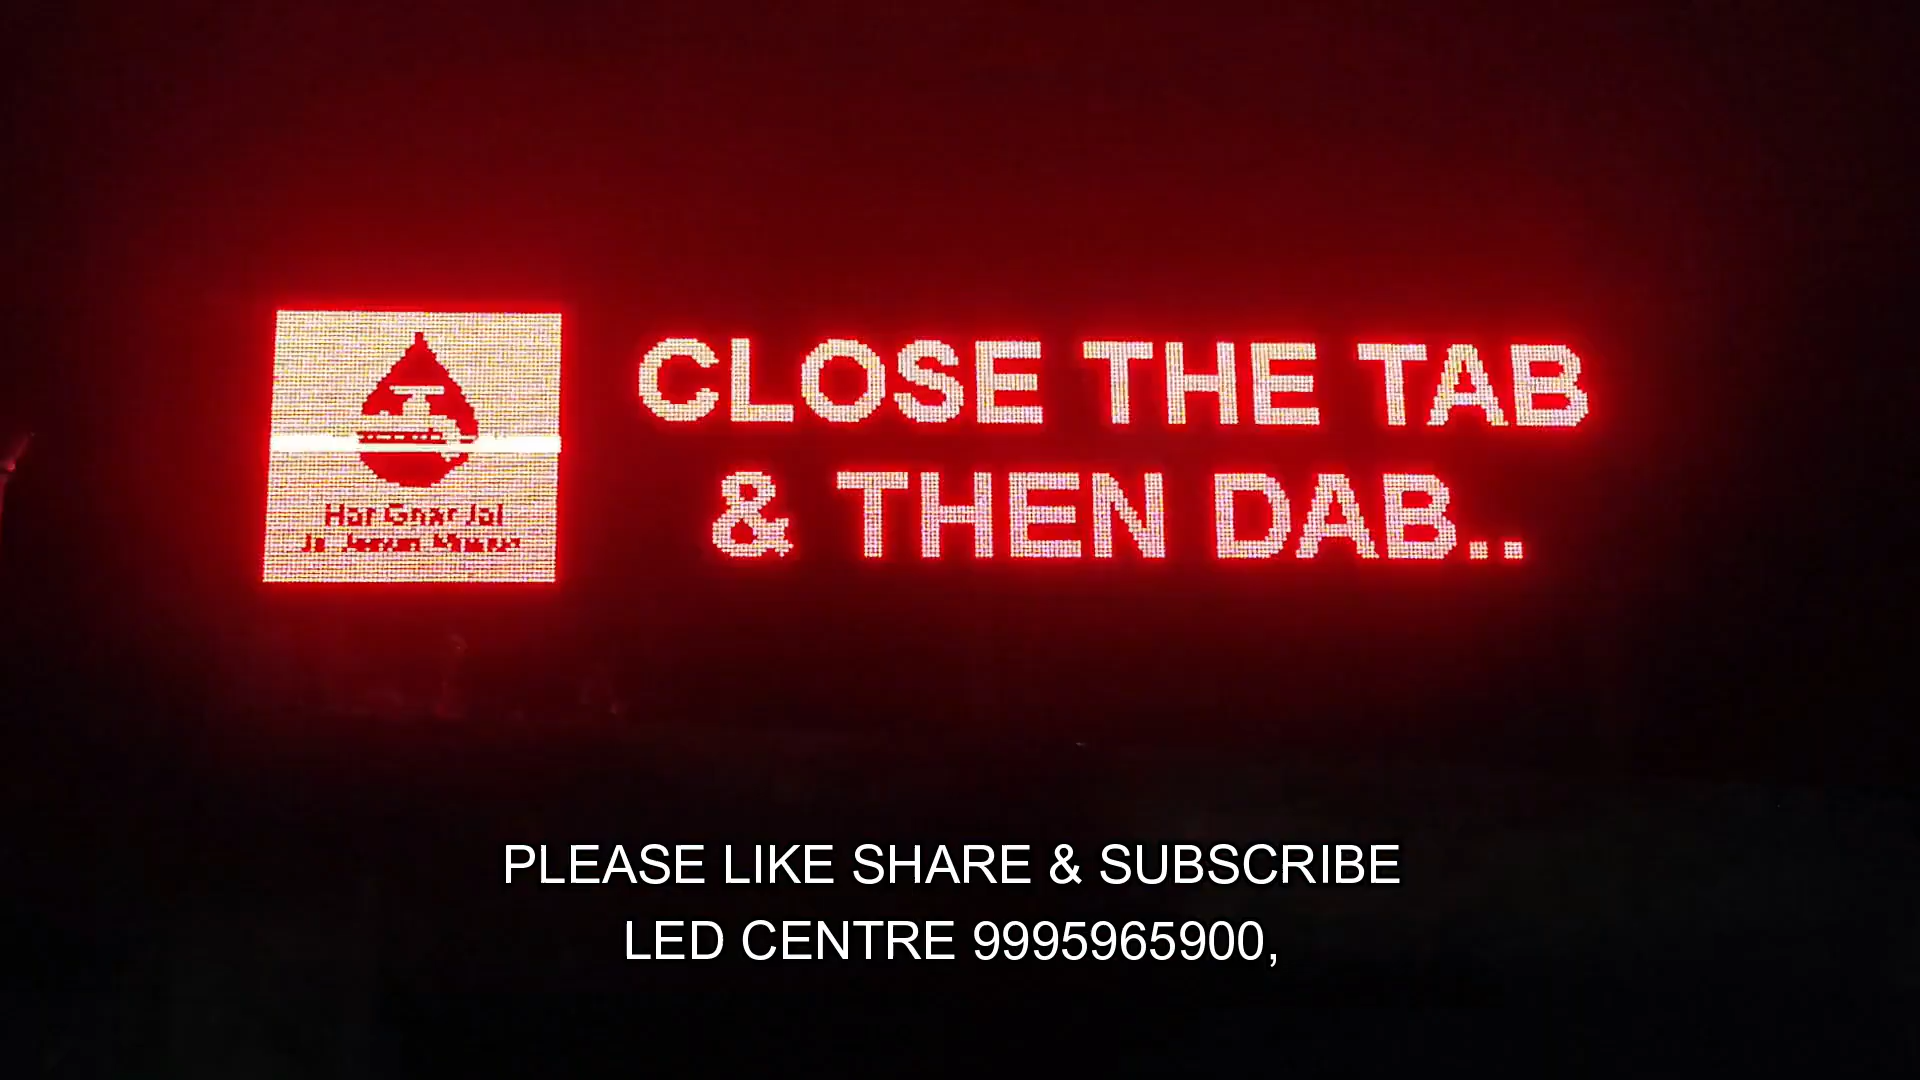 CLOSE THE TAB
& THEN DAB..
Har Ghar Jal
PLEASE LIKE SHARE & SUBSCRIBE
LED CENTRE 9995965900,